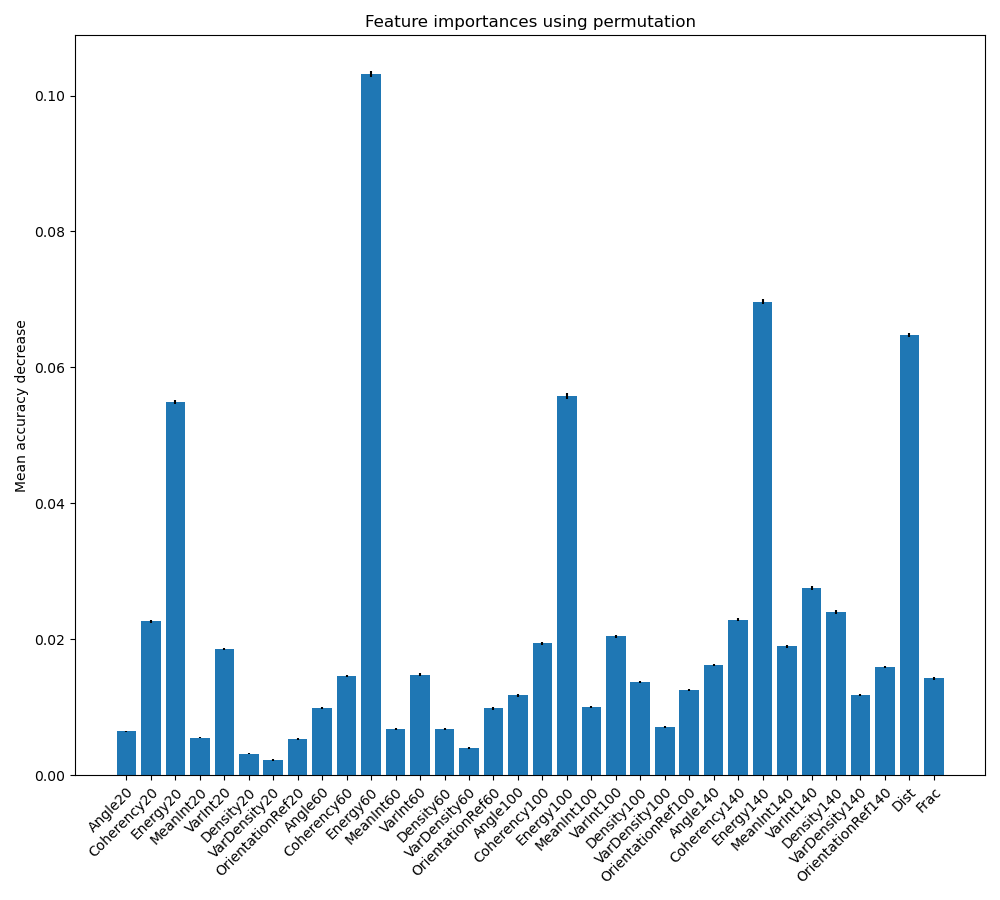 Feature importances using permutation
Mean accuracy decrease
0.10
0.08
0.06
0.04
0.02
0.00
Angle20
Coherency20
Energy20
MeanInt20
VarInt20
Density20
VarDensity20
OrientationRef20
Angle60
Coherency60
Energy60
MeanInt60
VarInt60
Density60
VarDensity60
OrientationRef60
Angle100
Coherency100
Energy100
MeanInt100
VarInt100
Density100
VarDensity100
OrientationRef100
Angle140
Coherency140
Energy140
MeanInt140
VarInt140
Density140
VarDensity140
OrientationRef140
Dist
Frac